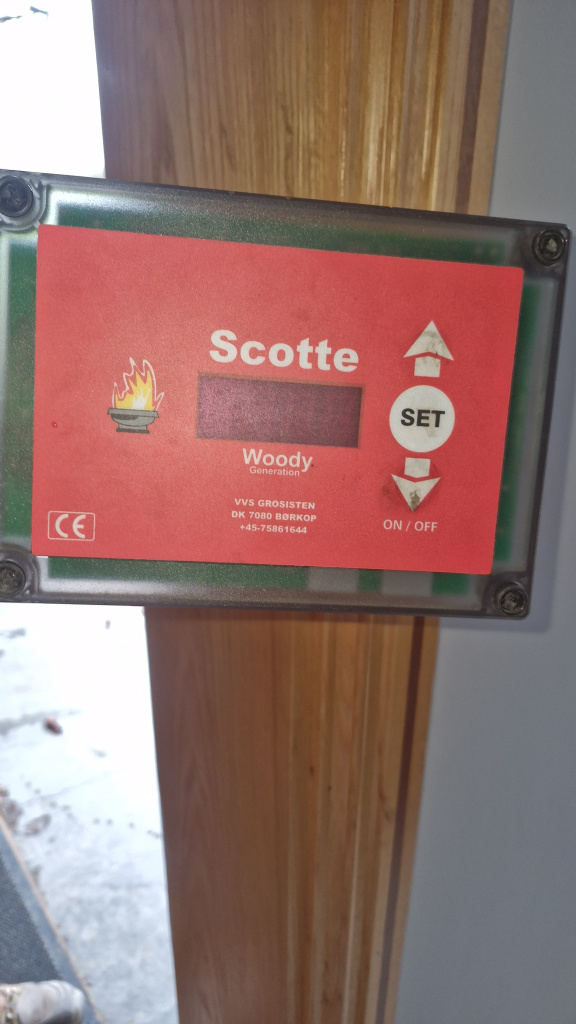 Scotte
SET
Woody
Generation
VVS GROSISTEN
DK 7080 BØRKOP
+45-75861644
ON / OFF
CE